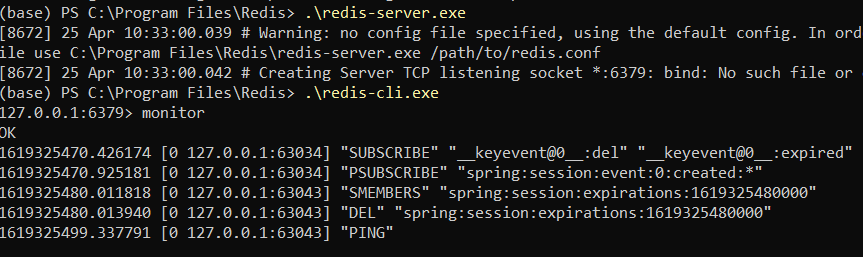 (base) PS C:\Program Files\Redis> .\redis-server.exe
[8672] 25 Apr 10:33:00.039 # Warning: no config file specified, using the default config. In ord
ile use C:\Program Files\Redis\redis-server.exe /path/to/redis.conf
[8672] 25 Apr 10:33:00.042 # Creating Server TCP listening socket *:6379: bind: No such file or
(base) PS C:\Program Files\Redis> .\redis-cli.exe
127.0.0.1:6379> monitor
OK
1619325470.426174 [0 127.0.0.1:63034] "SUBSCRIBE" "__keyevent@0__:del" "__keyevent@0__:expired"
1619325470.925181 [0 127.0.0.1:63034] "PSUBSCRIBE" "spring:session:event:0:created:*"
1619325480.011818 [0 127.0.0.1:63043] "SMEMBERS" "spring:session:expirations:1619325480000"
1619325480.013940 [0 127.0.0.1:63043] "DEL" "spring:session:expirations:1619325480000"
1619325499.337791 [0 127.0.0.1:63043] "PING"